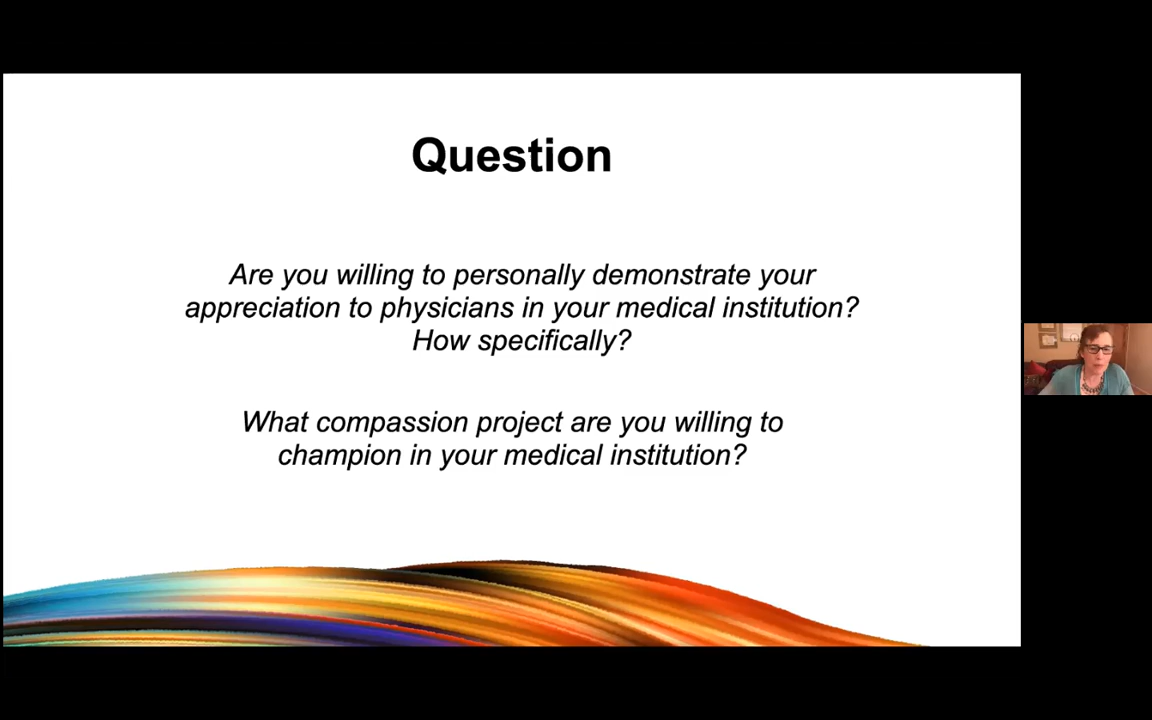 Question
Are you willing to personally demonstrate your
appreciation to physicians in your medical institution?
How specifically?
What compassion project are you willing to
champion in your medical institution?